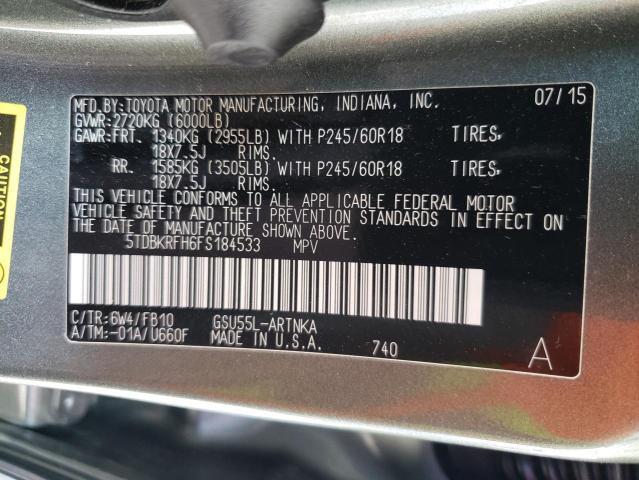 MFD.BY:TOYOTA MOTOR MANUFACTURING, INDIANA, INC. 07/15
GVWR:2720KG (6000LB)
GAWR:FRT. 1340KG (2955LB) WITH P245/60R18 TIRES,
18X7.5J RIMS.
RR. 1585KG (3505LB) WITH P245/60R18 TIRES,
18X7.5J RIMS.
THIS VEHICLE CONFORMS TO ALL APPLICABLE FEDERAL MOTOR
VEHICLE SAFETY AND THEFT PREVENTION STANDARDS IN EFFECT ON
THE DATE OF MANUFACTURE SHOWN ABOVE.
5TDBKRFH6FS184533 MPV
C/TR:6W4/FB10 GSU55L-ARTNKA
A/TM:-01A/U660F MADE IN U.S.A. 740 A
CAUTION